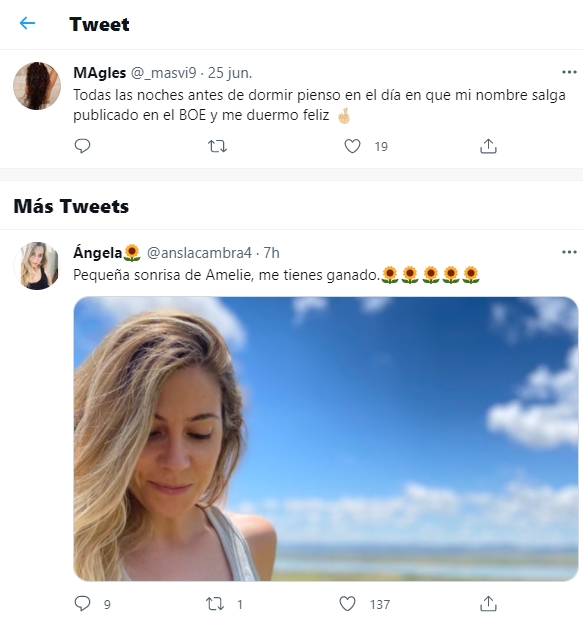 Tweet
MAgles @_masvi9 · 25 jun.
Todas las noches antes de dormir pienso en el día en que mi nombre salga
publicado en el BOE y me duermo feliz 🤞🏻
19
Más Tweets
Ángela🌻 @anslacambra4 · 7h
Pequeña sonrisa de Amelie, me tienes ganado.🌻🌻🌻🌻🌻
9 1 137